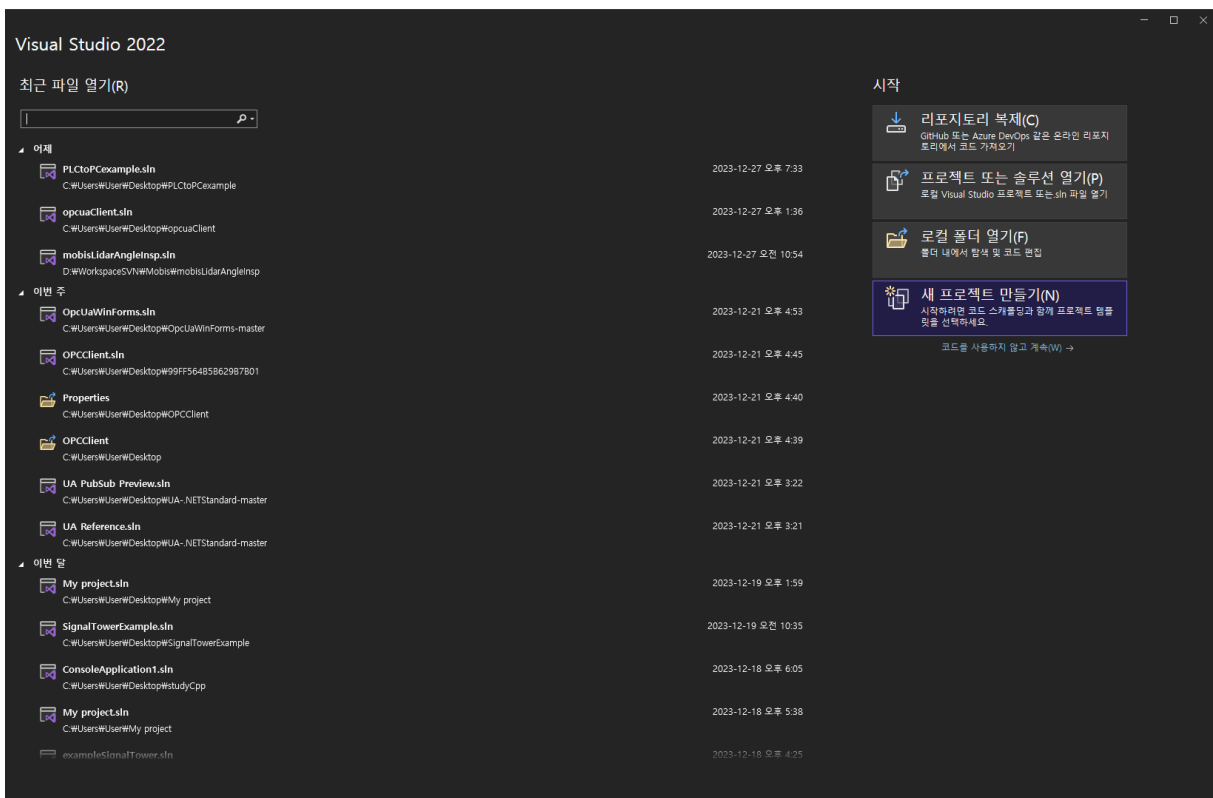 Visual Studio 2022
최근 파일 열기(R)
어제
PLCtoPCexample.sln 2023-12-27 오후 7:33
C:₩Users₩User₩Desktop₩PLCtoPCexample
opcuaClient.sln 2023-12-27 오후 1:36
C:₩Users₩User₩Desktop₩opcuaClient
mobisLidarAngleInsp.sln 2023-12-27 오전 10:54
D:₩WorkspaceSVN₩Mobis₩mobisLidarAngleInsp
이번 주
OpcUaWinForms.sln 2023-12-21 오후 4:53
C:₩Users₩User₩Desktop₩OpcUaWinForms-master
OPCClient.sln 2023-12-21 오후 4:45
C:₩Users₩User₩Desktop₩99FF564B5B62987B01
Properties 2023-12-21 오후 4:40
C:₩Users₩User₩Desktop₩OPCClient
OPCClient 2023-12-21 오후 4:39
C:₩Users₩User₩Desktop
UA PubSub Preview.sln 2023-12-21 오후 3:22
C:₩Users₩User₩Desktop₩UA-.NETStandard-master
UA Reference.sln 2023-12-21 오후 3:21
C:₩Users₩User₩Desktop₩UA-.NETStandard-master
이번 달
My project.sln 2023-12-19 오후 1:59
C:₩Users₩User₩Desktop₩My project
SignalTowerExample.sln 2023-12-19 오전 10:35
C:₩Users₩User₩Desktop₩SignalTowerExample
ConsoleApplication1.sln 2023-12-18 오후 6:05
C:₩Users₩User₩Desktop₩studyCpp
My project.sln 2023-12-18 오후 5:38
C:₩Users₩User₩My project
exampleSignalTower.sln 2023-12-18 오후 4:25
시작
리포지토리 복제(C)
GitHub 또는 Azure DevOps 같은 온라인 리포지
토리에서 코드 가져오기
프로젝트 또는 솔루션 열기(P)
로컬 Visual Studio 프로젝트 또는.sln 파일 열기
로컬 폴더 열기(F)
폴더 내에서 탐색 및 코드 편집
새 프로젝트 만들기(N)
시작하려면 코드 스캐폴딩과 함께 프로젝트 템플
릿을 선택하세요.
코드를 사용하지 않고 계속(W) →